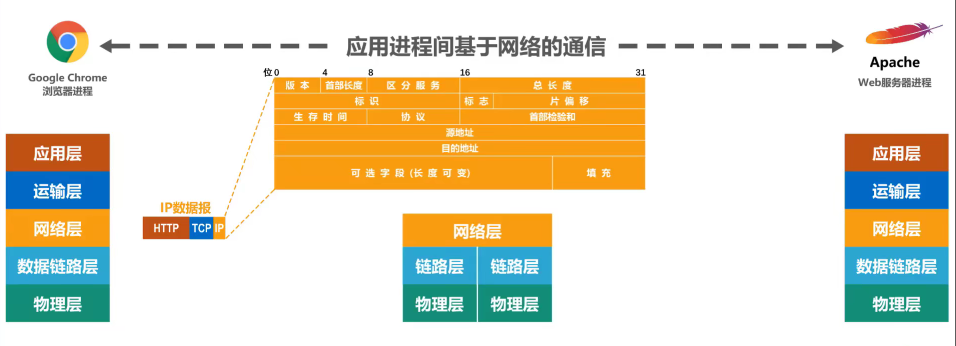 应用进程间基于网络的通信
Google Chrome
浏览器进程
Apache
Web服务器进程
位 0 4 8 16 31
版本 首部长度 区分服务 总长度
标识 标志 片偏移
生存时间 协议 首部检验和
源地址
目的地址
可选字段(长度可变) 填充
IP数据报
HTTP TCP IP
应用层
运输层
网络层
数据链路层
物理层
网络层
链路层 链路层
物理层 物理层
应用层
运输层
网络层
数据链路层
物理层